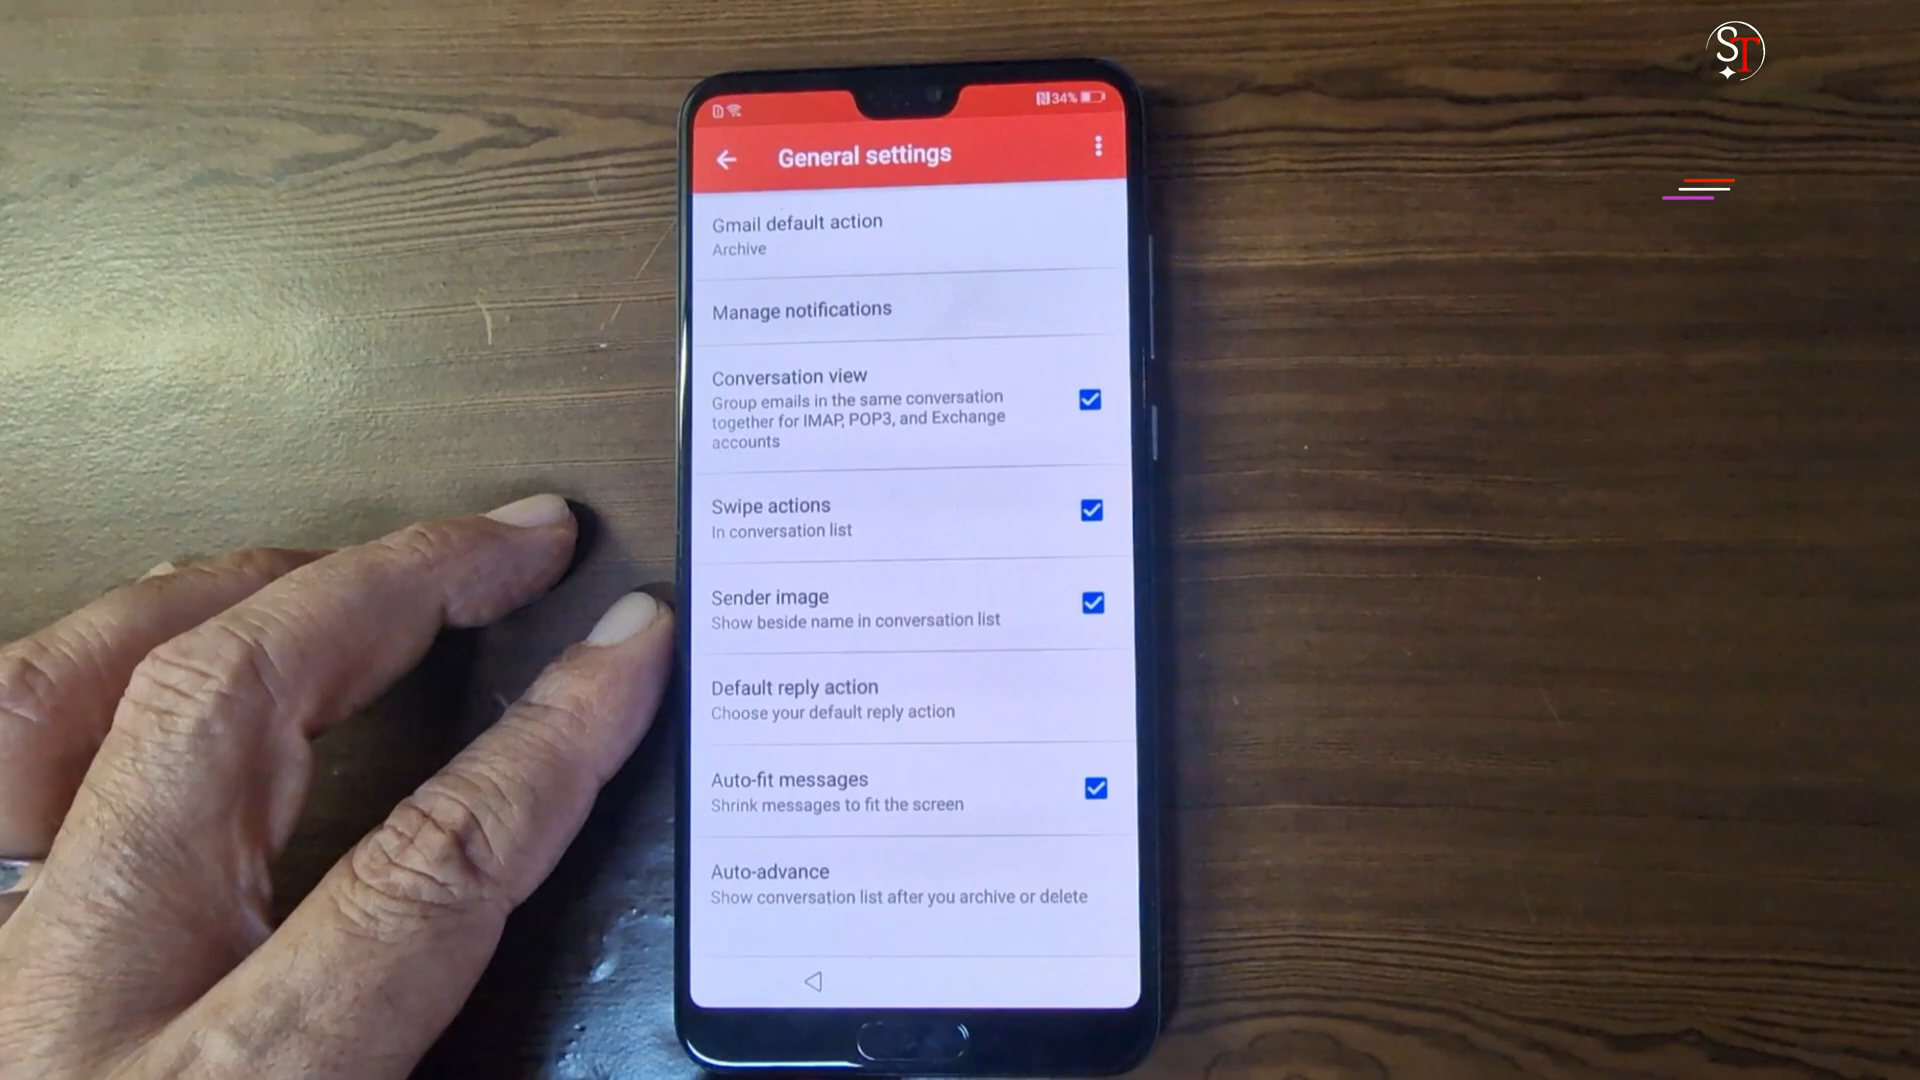 ST
34%
General settings
Gmail default action
Archive
Manage notifications
Conversation view
Group emails in the same conversation
together for IMAP, POP3, and Exchange
accounts
Swipe actions
In conversation list
Sender image
Show beside name in conversation list
Default reply action
Choose your default reply action
Auto-fit messages
Shrink messages to fit the screen
Auto-advance
Show conversation list after you archive or delete